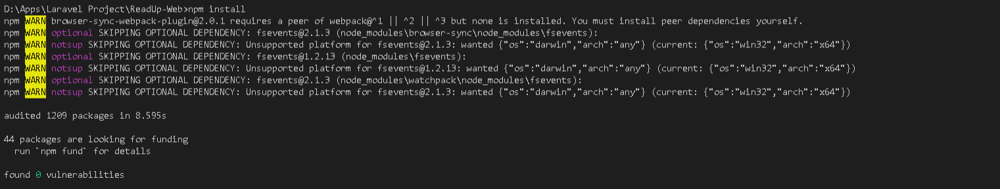 D:\Apps\Laravel Project\ReadUp-Web>npm install
npm WARN browser-sync-webpack-plugin@2.0.1 requires a peer of webpack@^1 || ^2 || ^3 but none is installed. You must install peer dependencies yourself.
npm WARN optional SKIPPING OPTIONAL DEPENDENCY: fsevents@2.1.3 (node_modules\browser-sync\node_modules\fsevents):
npm WARN notsup SKIPPING OPTIONAL DEPENDENCY: Unsupported platform for fsevents@2.1.3: wanted {"os":"darwin","arch":"any"} (current: {"os":"win32","arch":"x64"})
npm WARN optional SKIPPING OPTIONAL DEPENDENCY: fsevents@1.2.13 (node_modules\fsevents):
npm WARN notsup SKIPPING OPTIONAL DEPENDENCY: Unsupported platform for fsevents@1.2.13: wanted {"os":"darwin","arch":"any"} (current: {"os":"win32","arch":"x64"})
npm WARN optional SKIPPING OPTIONAL DEPENDENCY: fsevents@2.1.3 (node_modules\watchpack\node_modules\fsevents):
npm WARN notsup SKIPPING OPTIONAL DEPENDENCY: Unsupported platform for fsevents@2.1.3: wanted {"os":"darwin","arch":"any"} (current: {"os":"win32","arch":"x64"})
audited 1209 packages in 8.595s
44 packages are looking for funding
run `npm fund` for details
found 0 vulnerabilities